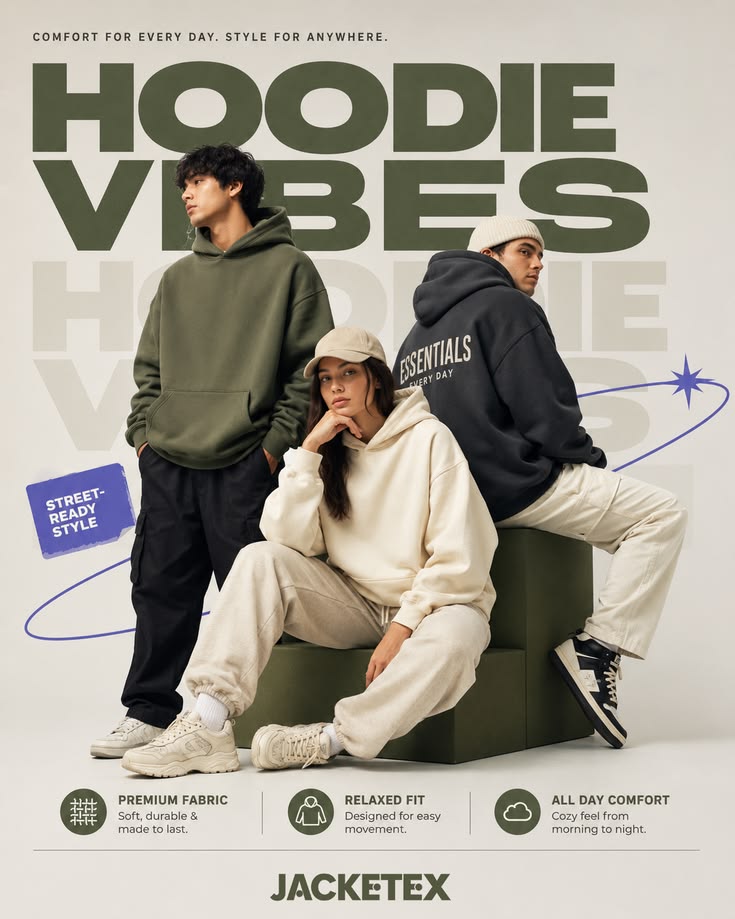 COMFORT FOR EVERY DAY. STYLE FOR ANYWHERE.
HOODIE
VIBES
HOODIE
VIBES
ESSENTIALS
EVERY DAY
STREET-
READY
STYLE
PREMIUM FABRIC
Soft, durable &
made to last.
RELAXED FIT
Designed for easy
movement.
ALL DAY COMFORT
Cozy feel from
morning to night.
JACKETEX